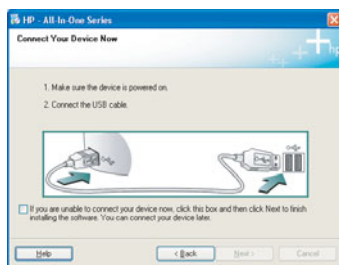 HP - All-In-One Series
Connect Your Device Now
hp
1. Make sure the device is powered on.
2. Connect the USB cable.
If you are unable to connect your device now, click this box and then click Next to finish
installing the software. You can connect your device later.
Help
< Back
Next >
Cancel